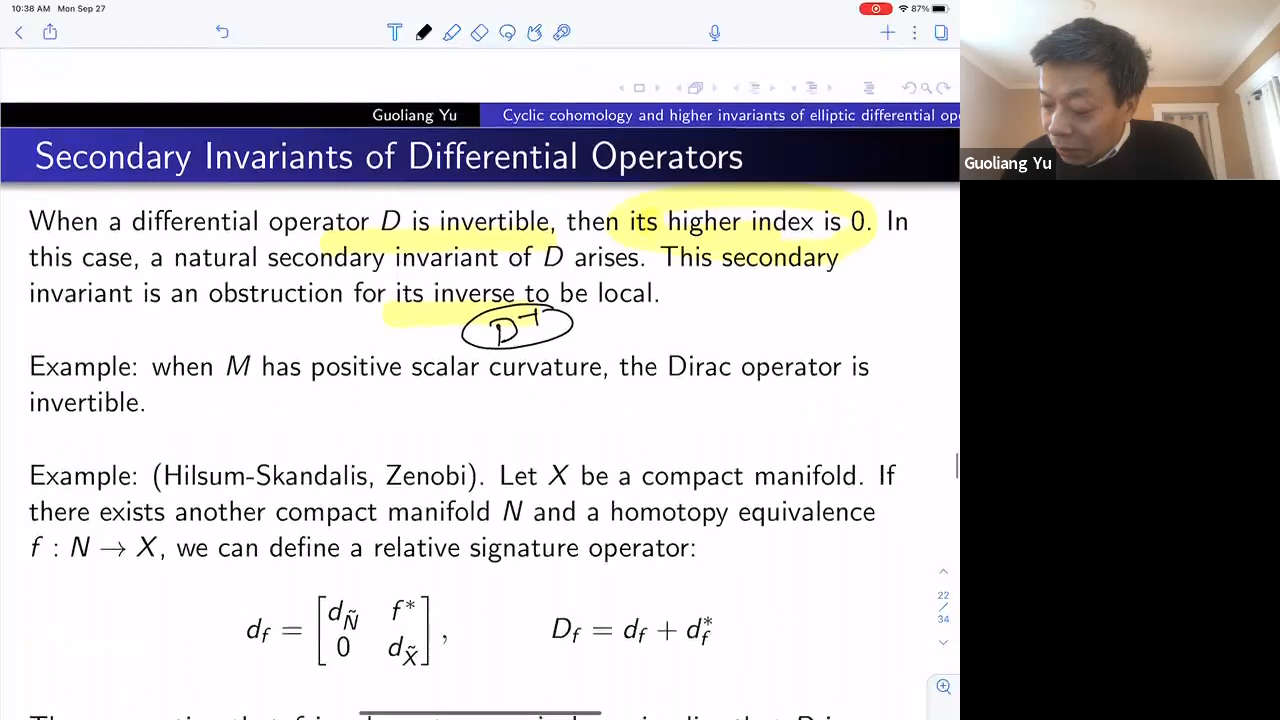 10:38 AM Mon Sep 27
87%
Guoliang Yu Cyclic cohomology and higher invariants of elliptic differential op
Secondary Invariants of Differential Operators
When a differential operator D is invertible, then its higher index is 0. In
this case, a natural secondary invariant of D arises. This secondary
invariant is an obstruction for its inverse to be local.
D⁻¹
Example: when M has positive scalar curvature, the Dirac operator is
invertible.
Example: (Hilsum-Skandalis, Zenobi). Let X be a compact manifold. If
there exists another compact manifold N and a homotopy equivalence
f : N → X, we can define a relative signature operator:
d_f = [ d_Ñ f* ; 0 d_X̃ ] , D_f = d_f + d_f*
22
/
34
Guoliang Yu